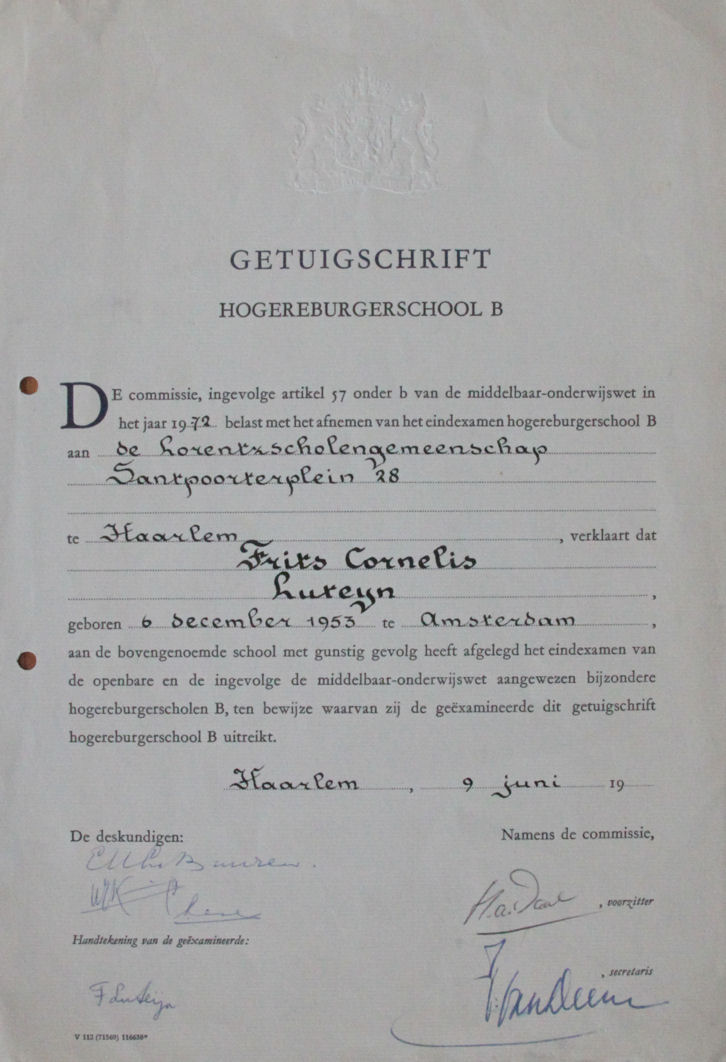 GETUIGSCHRIFT
HOGEREBURGERSCHOOL B
DE commissie, ingevolge artikel 57 onder b van de middelbaar-onderwijswet in
het jaar 1972 belast met het afnemen van het eindexamen hogereburgerschool B
aan de Lorentzscholengemeenschap
Santpoorterplein 28
te Haarlem, verklaart dat
Frits Cornelis
Luteyn,
geboren 6 december 1953 te Amsterdam,
aan de bovengenoemde school met gunstig gevolg heeft afgelegd het eindexamen van
de openbare en de ingevolge de middelbaar-onderwijswet aangewezen bijzondere
hogereburgerscholen B, ten bewijze waarvan zij de geëxamineerde dit getuigschrift
hogereburgerschool B uitreikt.
Haarlem, 9 juni 19
De deskundigen: Namens de commissie,
, voorzitter
Handtekening van de geëxamineerde:
, secretaris
F Luteijn
V 112 (71569) 116638*